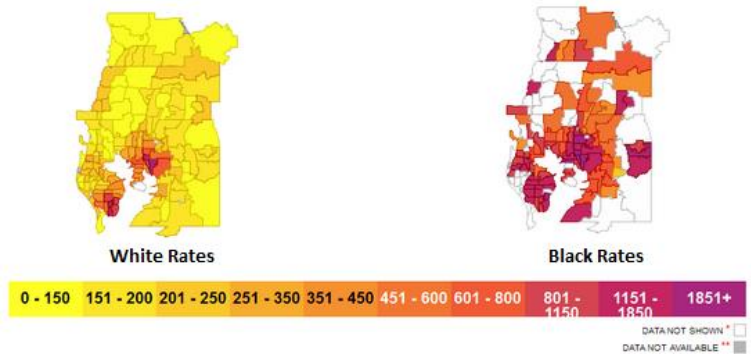 White Rates
Black Rates
0 - 150 151 - 200 201 - 250 251 - 350 351 - 450 451 - 600 601 - 800 801 - 1150 1151 - 1850 1851+
DATA NOT SHOWN *
DATA NOT AVAILABLE **